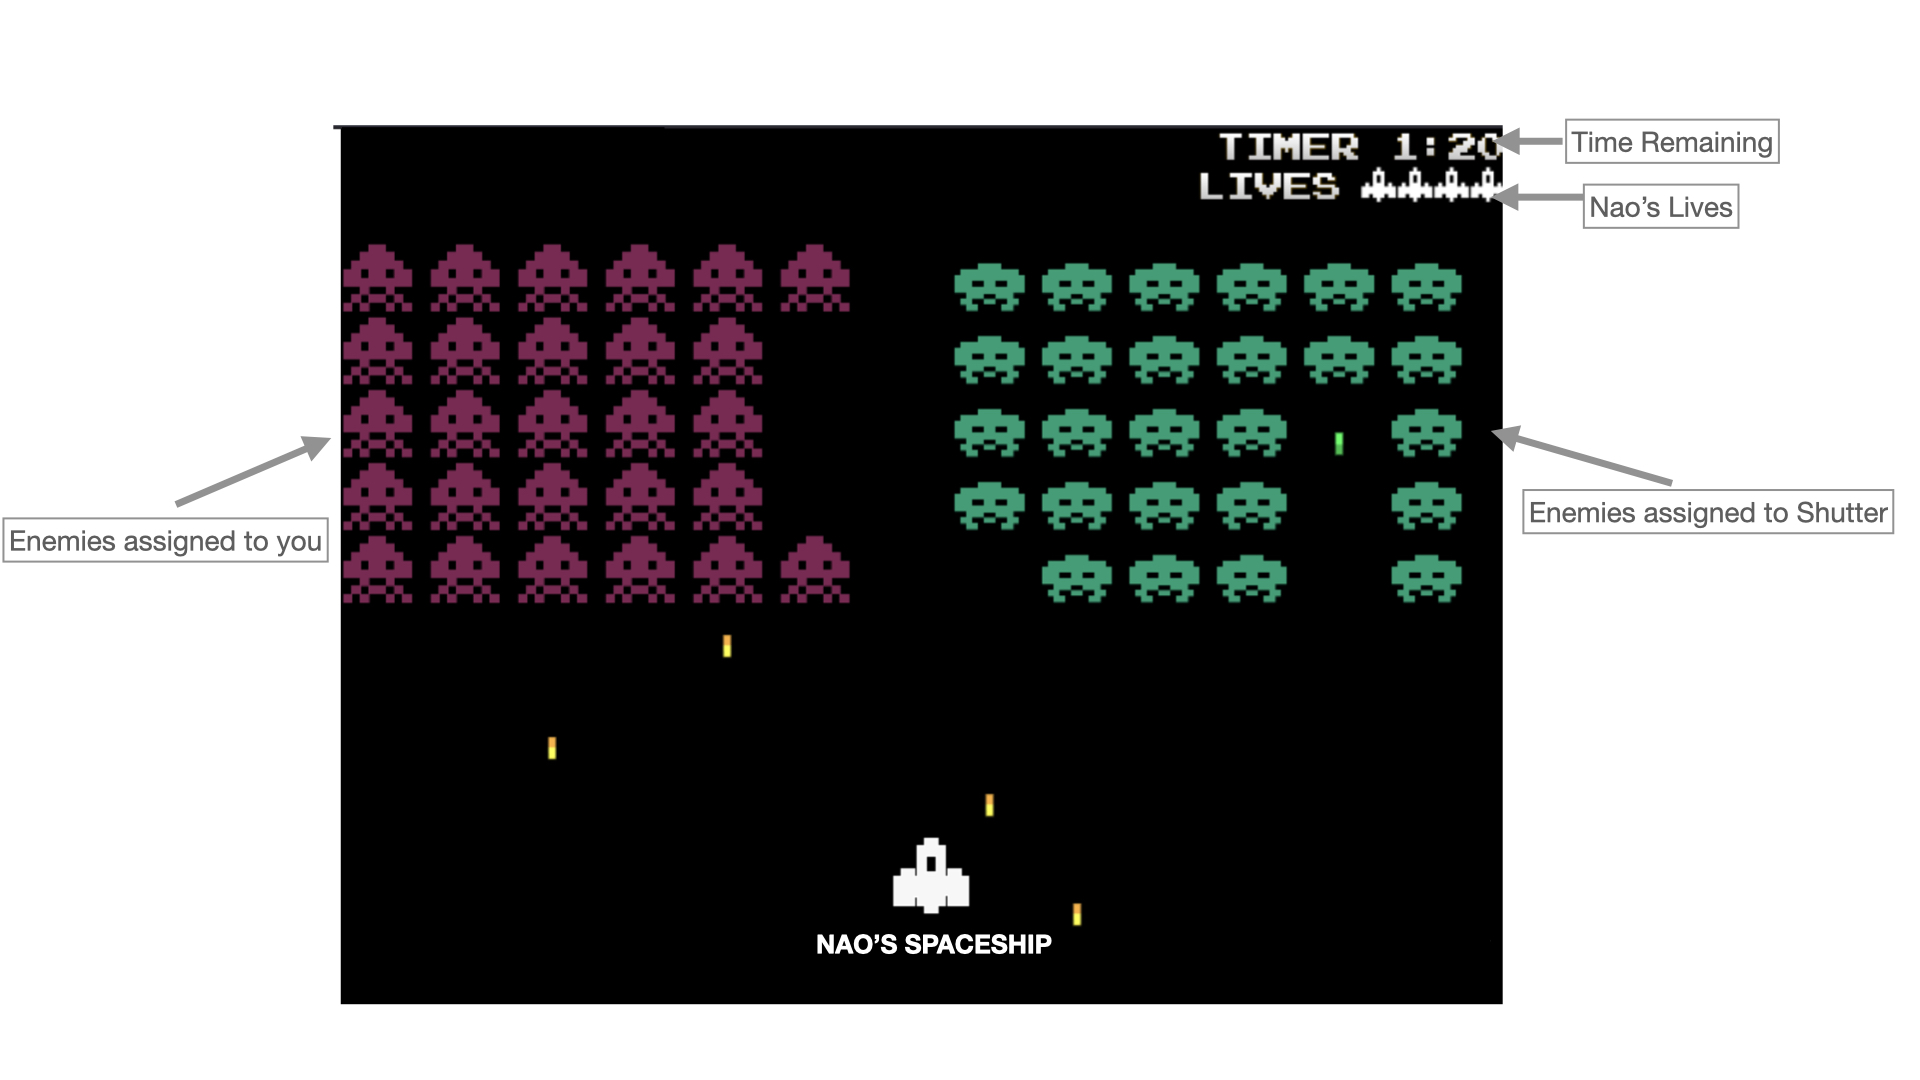 TIMER 1:20
Time Remaining
LIVES
Nao’s Lives
Enemies assigned to you
Enemies assigned to Shutter
NAO’S SPACESHIP